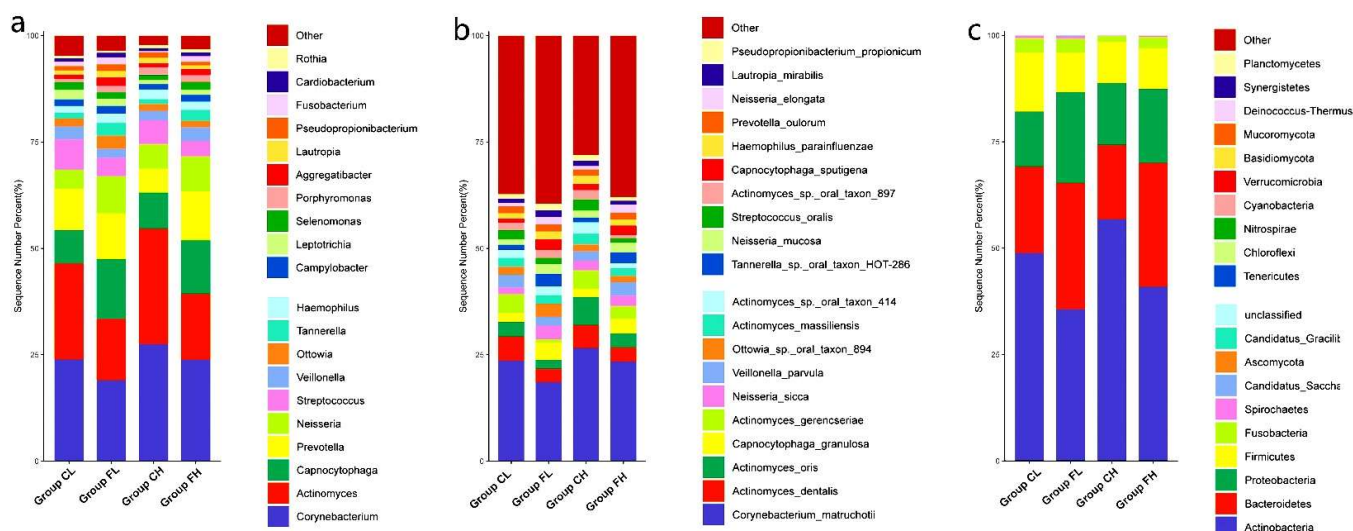 a
Sequence Number Percent(%)
100
75
50
25
0
Group CL
Group FL
Group CH
Group FH
Other
Rothia
Cardiobacterium
Fusobacterium
Pseudopropionibacterium
Lautropia
Aggregatibacter
Porphyromonas
Selenomonas
Leptotrichia
Campylobacter
Haemophilus
Tannerella
Ottowia
Veillonella
Streptococcus
Neisseria
Prevotella
Capnocytophaga
Actinomyces
Corynebacterium
b
Sequence Number Percent(%)
100
75
50
25
0
Group CL
Group FL
Group CH
Group FH
Other
Pseudopropionibacterium_propionicum
Lautropia_mirabilis
Neisseria_elongata
Prevotella_oulorum
Haemophilus_parainfluenzae
Capnocytophaga_sputigena
Actinomyces_sp._oral_taxon_897
Streptococcus_oralis
Neisseria_mucosa
Tannerella_sp._oral_taxon_HOT-286
Actinomyces_sp._oral_taxon_414
Actinomyces_massiliensis
Ottowia_sp._oral_taxon_894
Veillonella_parvula
Neisseria_sicca
Actinomyces_gerencseriae
Capnocytophaga_granulosa
Actinomyces_oris
Actinomyces_dentalis
Corynebacterium_matruchotii
c
Sequence Number Percent(%)
100
75
50
25
0
Group CL
Group FL
Group CH
Group FH
Other
Planctomycetes
Synergistetes
Deinococcus-Thermus
Mucoromycota
Basidiomycota
Verrucomicrobia
Cyanobacteria
Nitrospirae
Chloroflexi
Tenericutes
unclassified
Candidatus_Gracilib
Ascomycota
Candidatus_Saccha
Spirochaetes
Fusobacteria
Firmicutes
Proteobacteria
Bacteroidetes
Actinobacteria